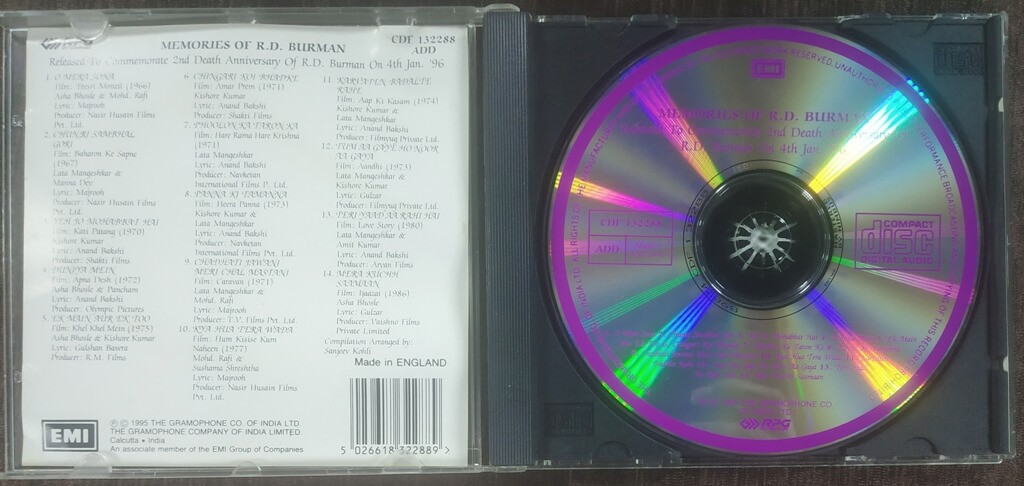 RPG
MEMORIES OF R.D. BURMAN
CDF 132288
ADD
Released To Commemorate 2nd Death Anniversary Of R.D. Burman On 4th Jan. '96
1. O MERA SONA
Film: Teesri Manzil (1966)
Asha Bhosle & Mohd. Rafi
Lyric: Majrooh
Producer: Nasir Husain Films
Pvt. Ltd.
2. CHUNRI SAMBHAL
GORI
Film: Baharon Ke Sapne
(1967)
Lata Mangeshkar &
Manna Dey
Lyric: Majrooh
Producer: Nasir Husain Films
Pvt. Ltd.
3. YEH JO MOHABBAT HAI
Film: Kati Patang (1970)
Kishore Kumar
Lyric: Anand Bakshi
Producer: Shakti Films
4. DUNIYA MEIN
Film: Apna Desh (1972)
Asha Bhosle & Pancham
Lyric: Anand Bakshi
Producer: Olympic Pictures
5. EK MAIN AUR EK TOO
Film: Khel Khel Mein (1975)
Asha Bhosle & Kishore Kumar
Lyric: Gulshan Bawra
Producer: R.M. Films
6. CHINGARI KOI BHADKE
Film: Amar Prem (1971)
Kishore Kumar
Lyric: Anand Bakshi
Producer: Shakti Films
7. PHOOLON KA TARON KA
Film: Hare Rama Hare Krishna
(1971)
Lata Mangeshkar
Lyric: Anand Bakshi
Producer: Navketan
International Films P. Ltd.
8. PANNA KI TAMANNA
Film: Heera Panna (1973)
Kishore Kumar &
Lata Mangeshkar
Lyric: Anand Bakshi
Producer: Navketan
International Films Pvt. Ltd.
9. CHADHATI JIWANI
MERI CHAL MASTANI
Film: Caravan (1971)
Lata Mangeshkar &
Mohd. Rafi
Lyric: Majrooh
Producer: T.V. Films Pvt. Ltd.
10. KYA HUA TERA WADA
Film: Hum Kisise Kum
Naheen (1977)
Mohd. Rafi &
Sushama Shreshtha
Lyric: Majrooh
Producer: Nasir Husain Films
Pvt. Ltd.
11. KARVATEN BADALTE
RAHE
Film: Aap Ki Kasam (1974)
Kishore Kumar &
Lata Mangeshkar
Lyric: Anand Bakshi
Producer: Filmyug Private Ltd.
12. TUM AA GAYE HO NOOR
AA GAYA
Film: Aandhi (1975)
Lata Mangeshkar &
Kishore Kumar
Lyric: Gulzar
Producer: Filmyug Private Ltd.
13. TERI YAAD AA RAHI HAI
Film: Love Story (1980)
Lata Mangeshkar &
Amit Kumar
Lyric: Anand Bakshi
Producer: Aryan Films
14. MERA KUCHH
SAAMAAN
Film: Ijaazat (1986)
Asha Bhosle
Lyric: Gulzar
Producer: Vaishno Films
Private Limited
Compilation Arranged by:
Sanjeev Kohli
Made in ENGLAND
5 026618 322889 >
EMI
℗ © 1995 THE GRAMOPHONE CO. OF INDIA LTD.
THE GRAMOPHONE COMPANY OF INDIA LIMITED.
Calcutta • India
An associate member of the EMI Group of Companies
EMI
MEMORIES OF R.D. BURMAN
To Commemorate 2nd Death
R.D. Burman On 4th Jan.
CDF 132288
ADD
COMPACT
disc
DIGITAL AUDIO
RPG